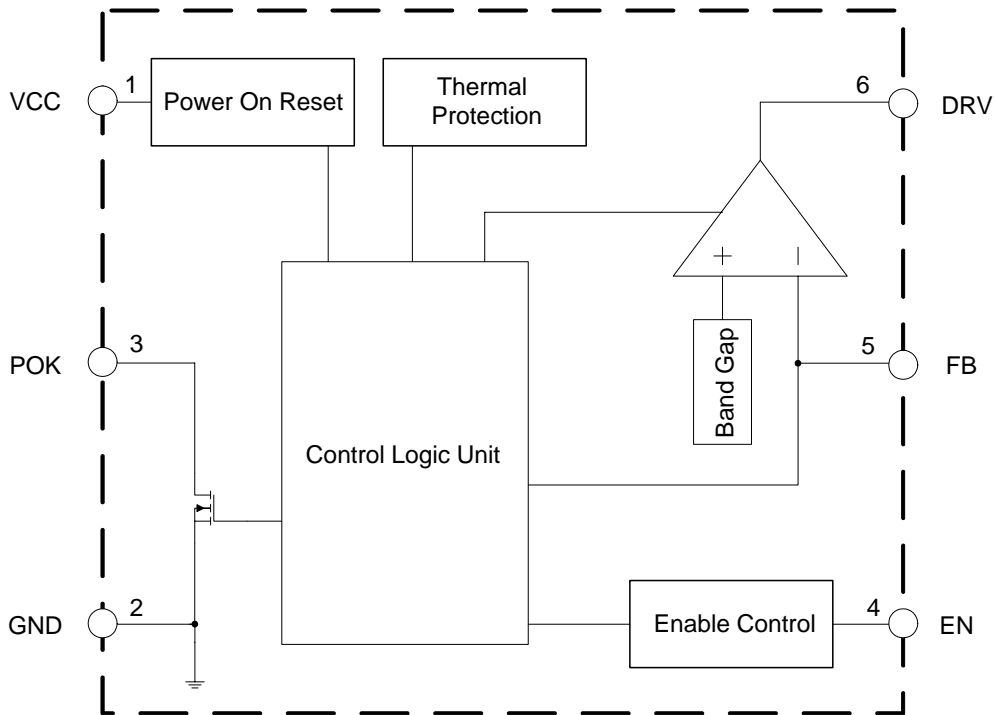 1
VCC
Power On Reset
Thermal
Protection
6
DRV
+
−
3
POK
5
FB
Band Gap
Control Logic Unit
2
GND
Enable Control
4
EN